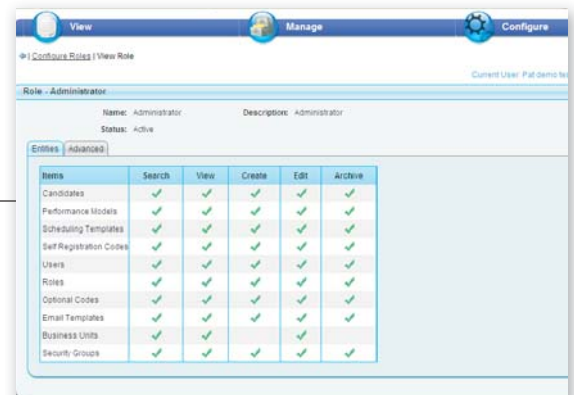 View Manage Configure
Configure Roles | View Role
Current User: Pat demo
Role - Administrator
Name: Administrator Description: Administrator
Status: Active
Entities Advanced
Items Search View Create Edit Archive
Candidates
Performance Models
Scheduling Templates
Self Registration Codes
Users
Roles
Optional Codes
Email Templates
Business Units
Security Groups